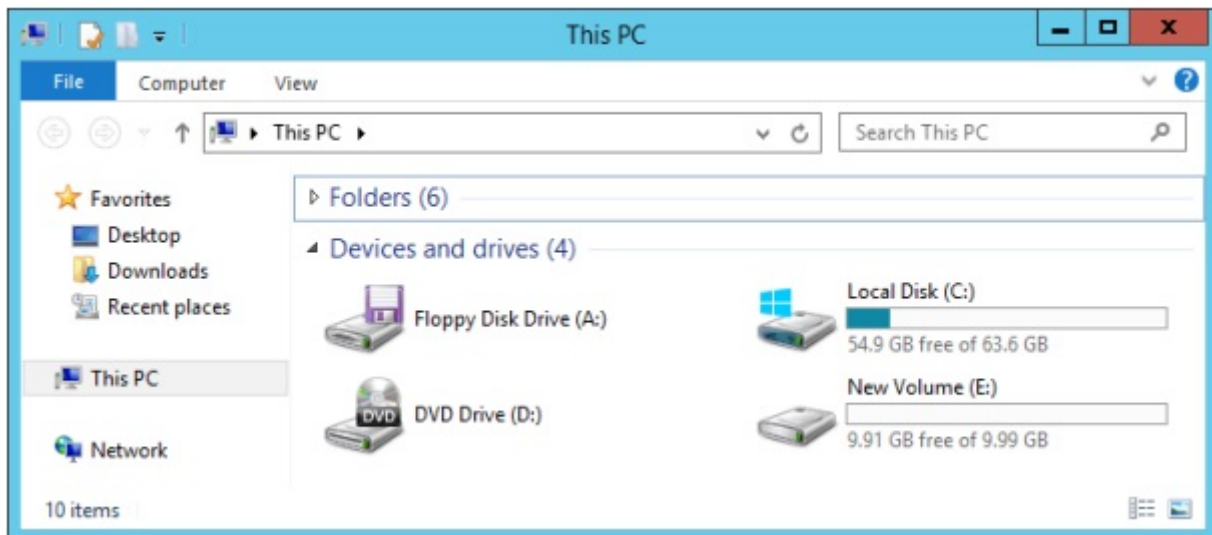 This PC
File Computer View
This PC
Search This PC
Favorites
Desktop
Downloads
Recent places
This PC
Network
Folders (6)
Devices and drives (4)
Floppy Disk Drive (A:)
Local Disk (C:)
54.9 GB free of 63.6 GB
DVD
DVD Drive (D:)
New Volume (E:)
9.91 GB free of 9.99 GB
10 items